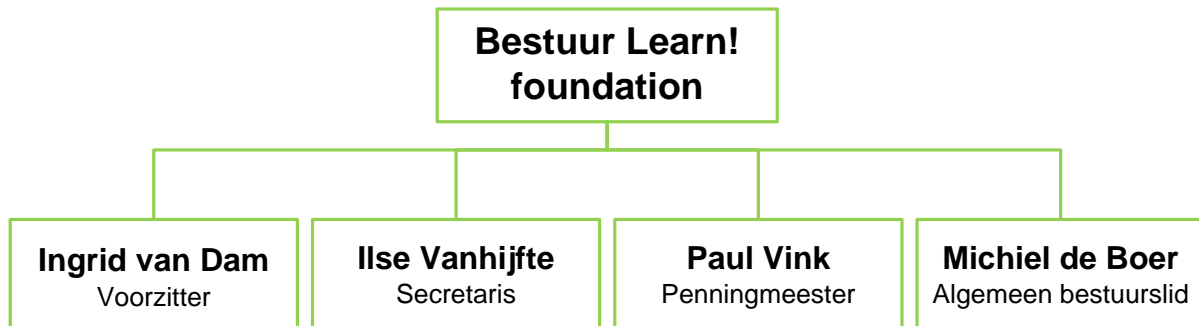 Bestuur Learn!
foundation
Ingrid van Dam
Voorzitter
Ilse Vanhijfte
Secretaris
Paul Vink
Penningmeester
Michiel de Boer
Algemeen bestuurslid